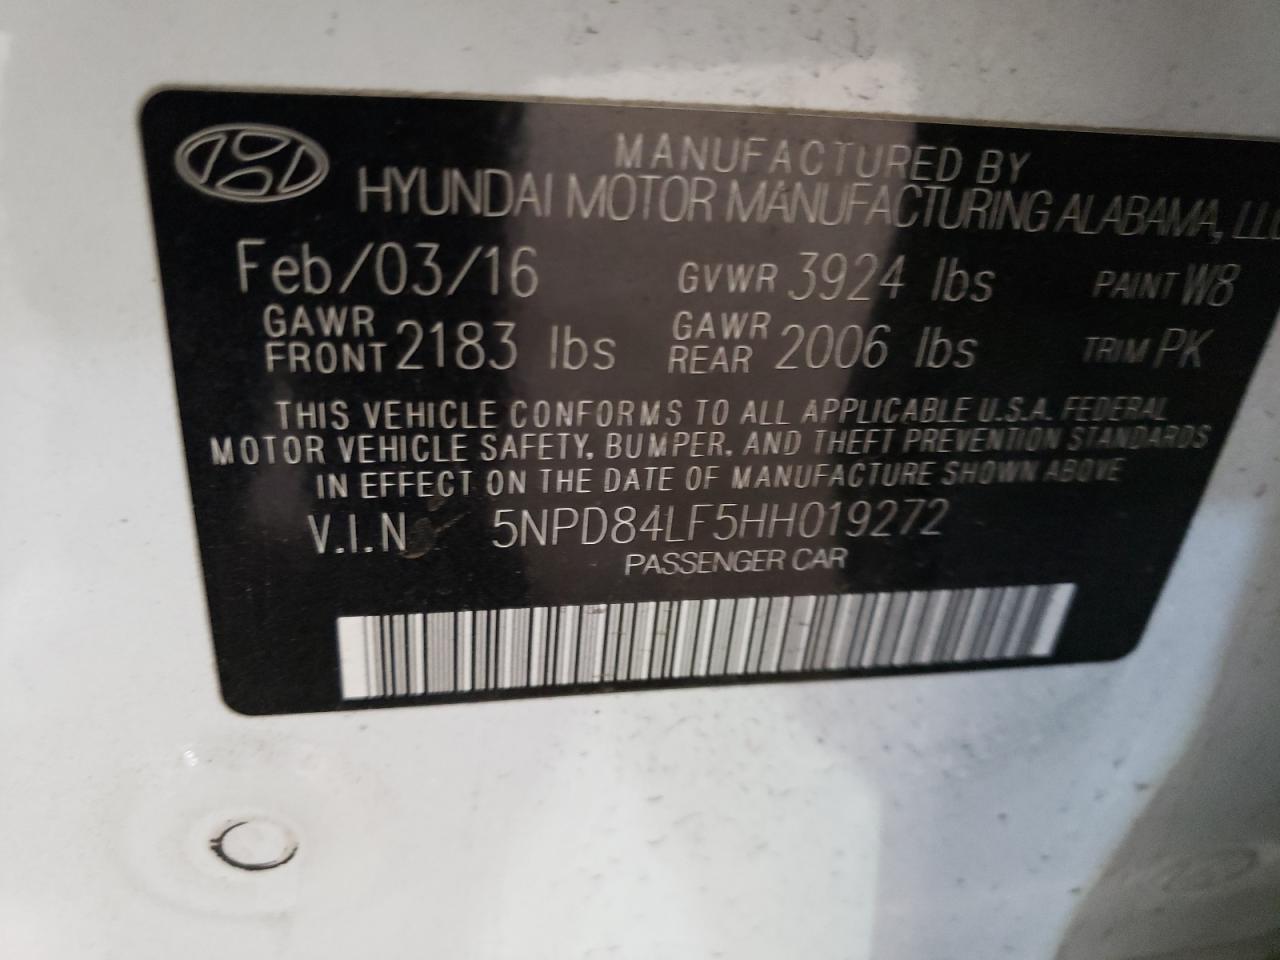 MANUFACTURED BY
HYUNDAI MOTOR MANUFACTURING ALABAMA, LLC
Feb/03/16 GVWR 3924 lbs PAINT W8
GAWR FRONT 2183 lbs GAWR REAR 2006 lbs TRIM PK
THIS VEHICLE CONFORMS TO ALL APPLICABLE U.S.A. FEDERAL
MOTOR VEHICLE SAFETY, BUMPER, AND THEFT PREVENTION STANDARDS
IN EFFECT ON THE DATE OF MANUFACTURE SHOWN ABOVE
V.I.N 5NPD84LF5HH019272
PASSENGER CAR